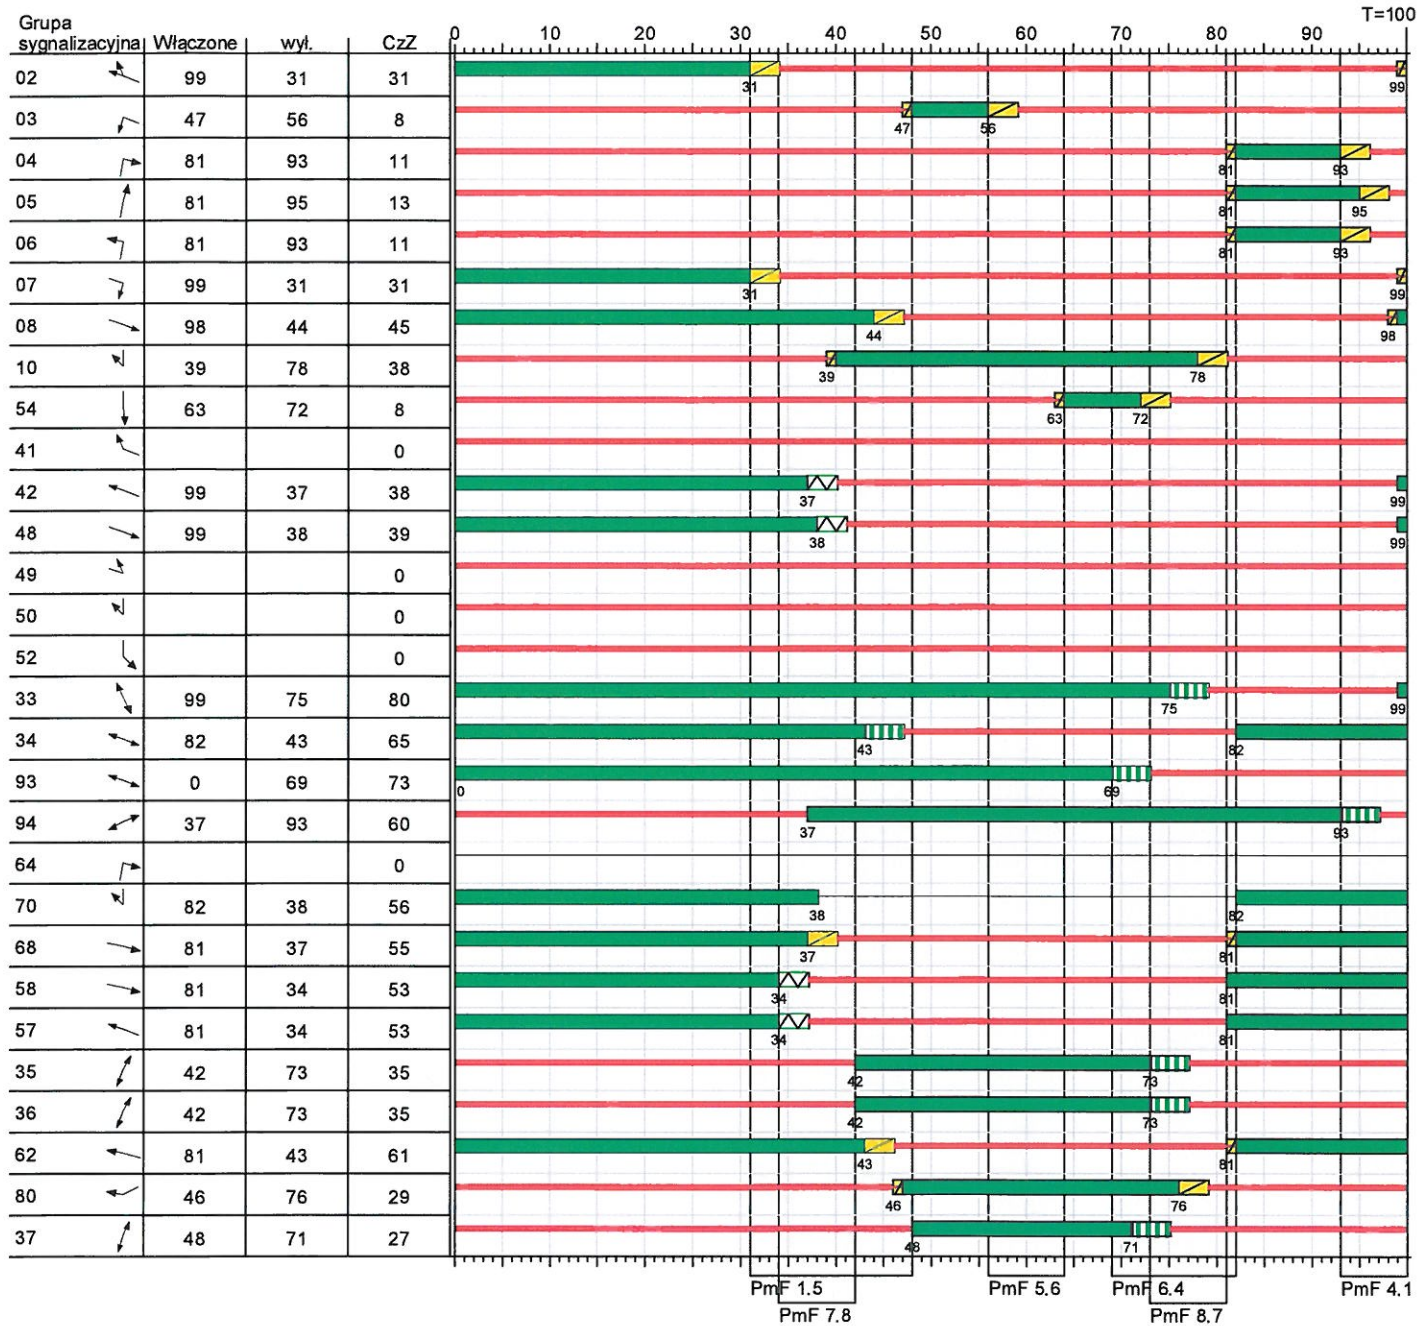 T=100
Grupa
sygnalizacyjna Włączone wył. CzZ 0 10 20 30 40 50 60 70 80 90
02 99 31 31 31 99
03 47 56 8 47 56
04 81 93 11 81 93
05 81 95 13 81 95
06 81 93 11 81 93
07 99 31 31 31 99
08 98 44 45 44 98
10 39 78 38 39 78
54 63 72 8 63 72
41 0
42 99 37 38 37 99
48 99 38 39 38 99
49 0
50 0
52 0
33 99 75 80 75 99
34 82 43 65 43 82
93 0 69 73 0 69
94 37 93 60 37 93
64 0
70 82 38 56 38 82
68 81 37 55 37 81
58 81 34 53 34 81
57 81 34 53 34 81
35 42 73 35 42 73
36 42 73 35 42 73
62 81 43 61 43 81
80 46 76 29 46 76
37 48 71 27 48 71
PmF 1.5 PmF 5.6 PmF 6.4 PmF 4.1
PmF 7.8 PmF 8.7